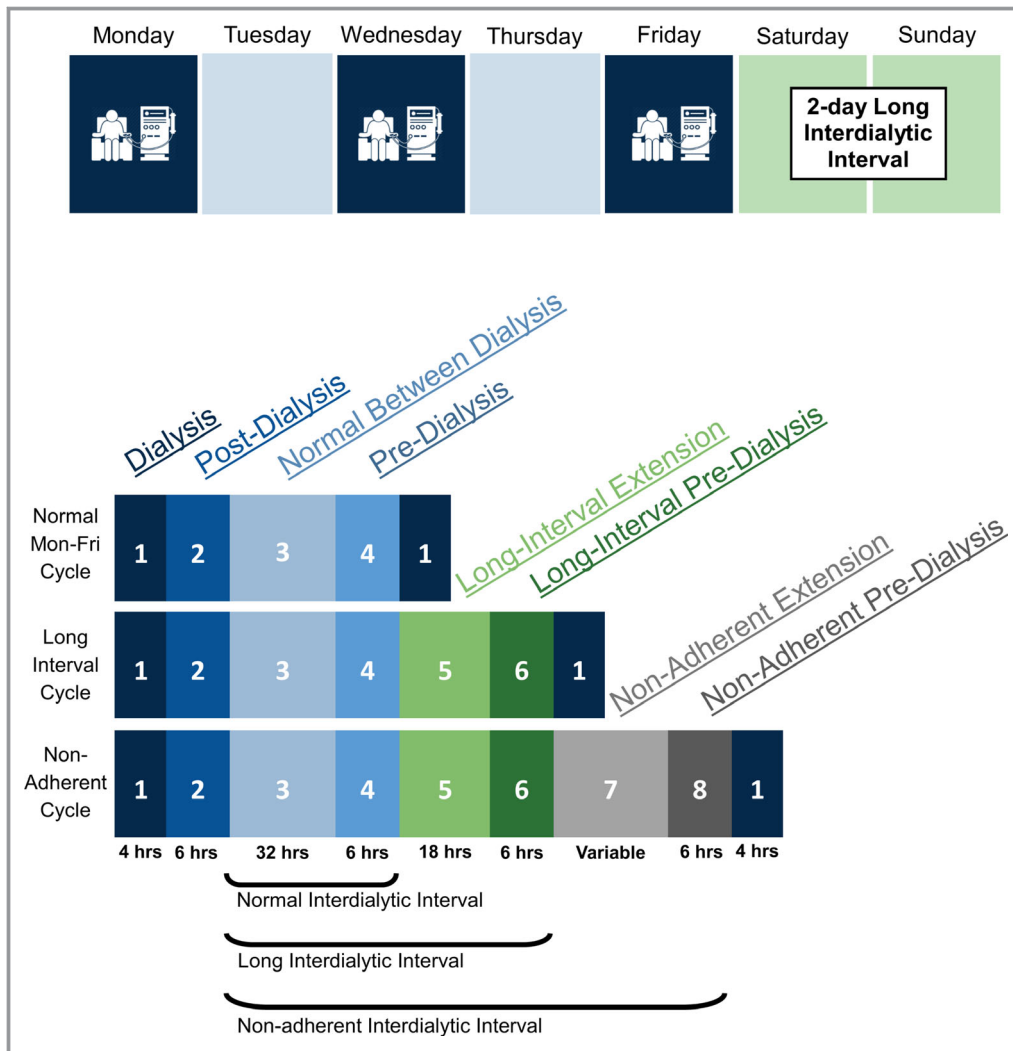 Monday Tuesday Wednesday Thursday Friday Saturday Sunday
2-day Long
Interdialytic
Interval
Dialysis
Post-Dialysis
Normal Between Dialysis
Pre-Dialysis
Long-Interval Extension
Long-Interval Pre-Dialysis
Non-Adherent Extension
Non-Adherent Pre-Dialysis
Normal
Mon-Fri
Cycle
1 2 3 4 1
Long
Interval
Cycle
1 2 3 4 5 6 1
Non-
Adherent
Cycle
1 2 3 4 5 6 7 8 1
4 hrs 6 hrs 32 hrs 6 hrs 18 hrs 6 hrs Variable 6 hrs 4 hrs
Normal Interdialytic Interval
Long Interdialytic Interval
Non-adherent Interdialytic Interval